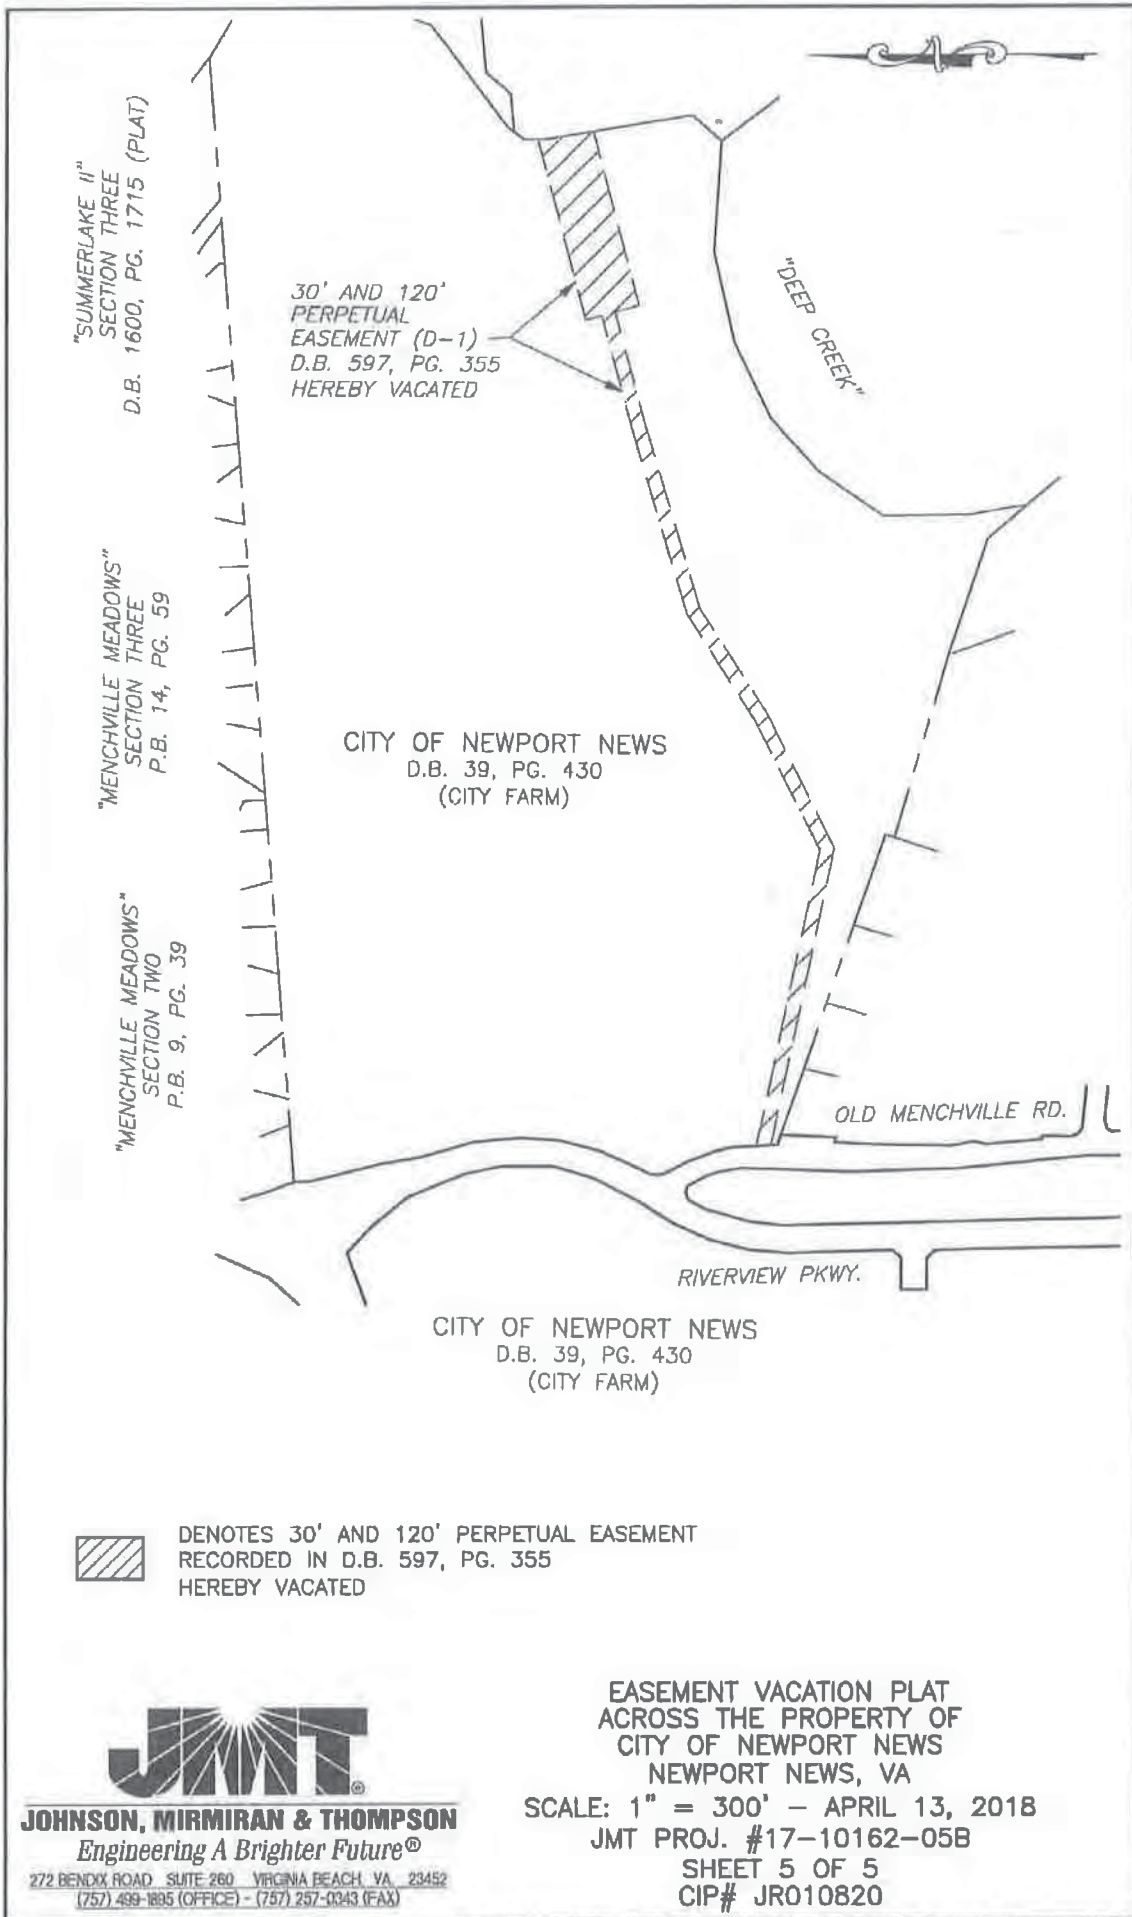 "SUMMERLAKE II"
SECTION THREE
D.B. 1600, PG. 1715 (PLAT)
30' AND 120'
PERPETUAL
EASEMENT (D-1)
D.B. 597, PG. 355
HEREBY VACATED
"DEEP CREEK"
"MENCHVILLE MEADOWS"
SECTION THREE
P.B. 14, PG. 59
CITY OF NEWPORT NEWS
D.B. 39, PG. 430
(CITY FARM)
"MENCHVILLE MEADOWS"
SECTION TWO
P.B. 9, PG. 39
OLD MENCHVILLE RD.
RIVERVIEW PKWY.
CITY OF NEWPORT NEWS
D.B. 39, PG. 430
(CITY FARM)
DENOTES 30' AND 120' PERPETUAL EASEMENT
RECORDED IN D.B. 597, PG. 355
HEREBY VACATED
JMT®
JOHNSON, MIRMIRAN & THOMPSON
Engineering A Brighter Future®
272 BENDIX ROAD SUITE 260 VIRGINIA BEACH, VA 23452
(757) 499-1895 (OFFICE) - (757) 257-0343 (FAX)
EASEMENT VACATION PLAT
ACROSS THE PROPERTY OF
CITY OF NEWPORT NEWS
NEWPORT NEWS, VA
SCALE: 1" = 300' - APRIL 13, 2018
JMT PROJ. #17-10162-05B
SHEET 5 OF 5
CIP# JR010820